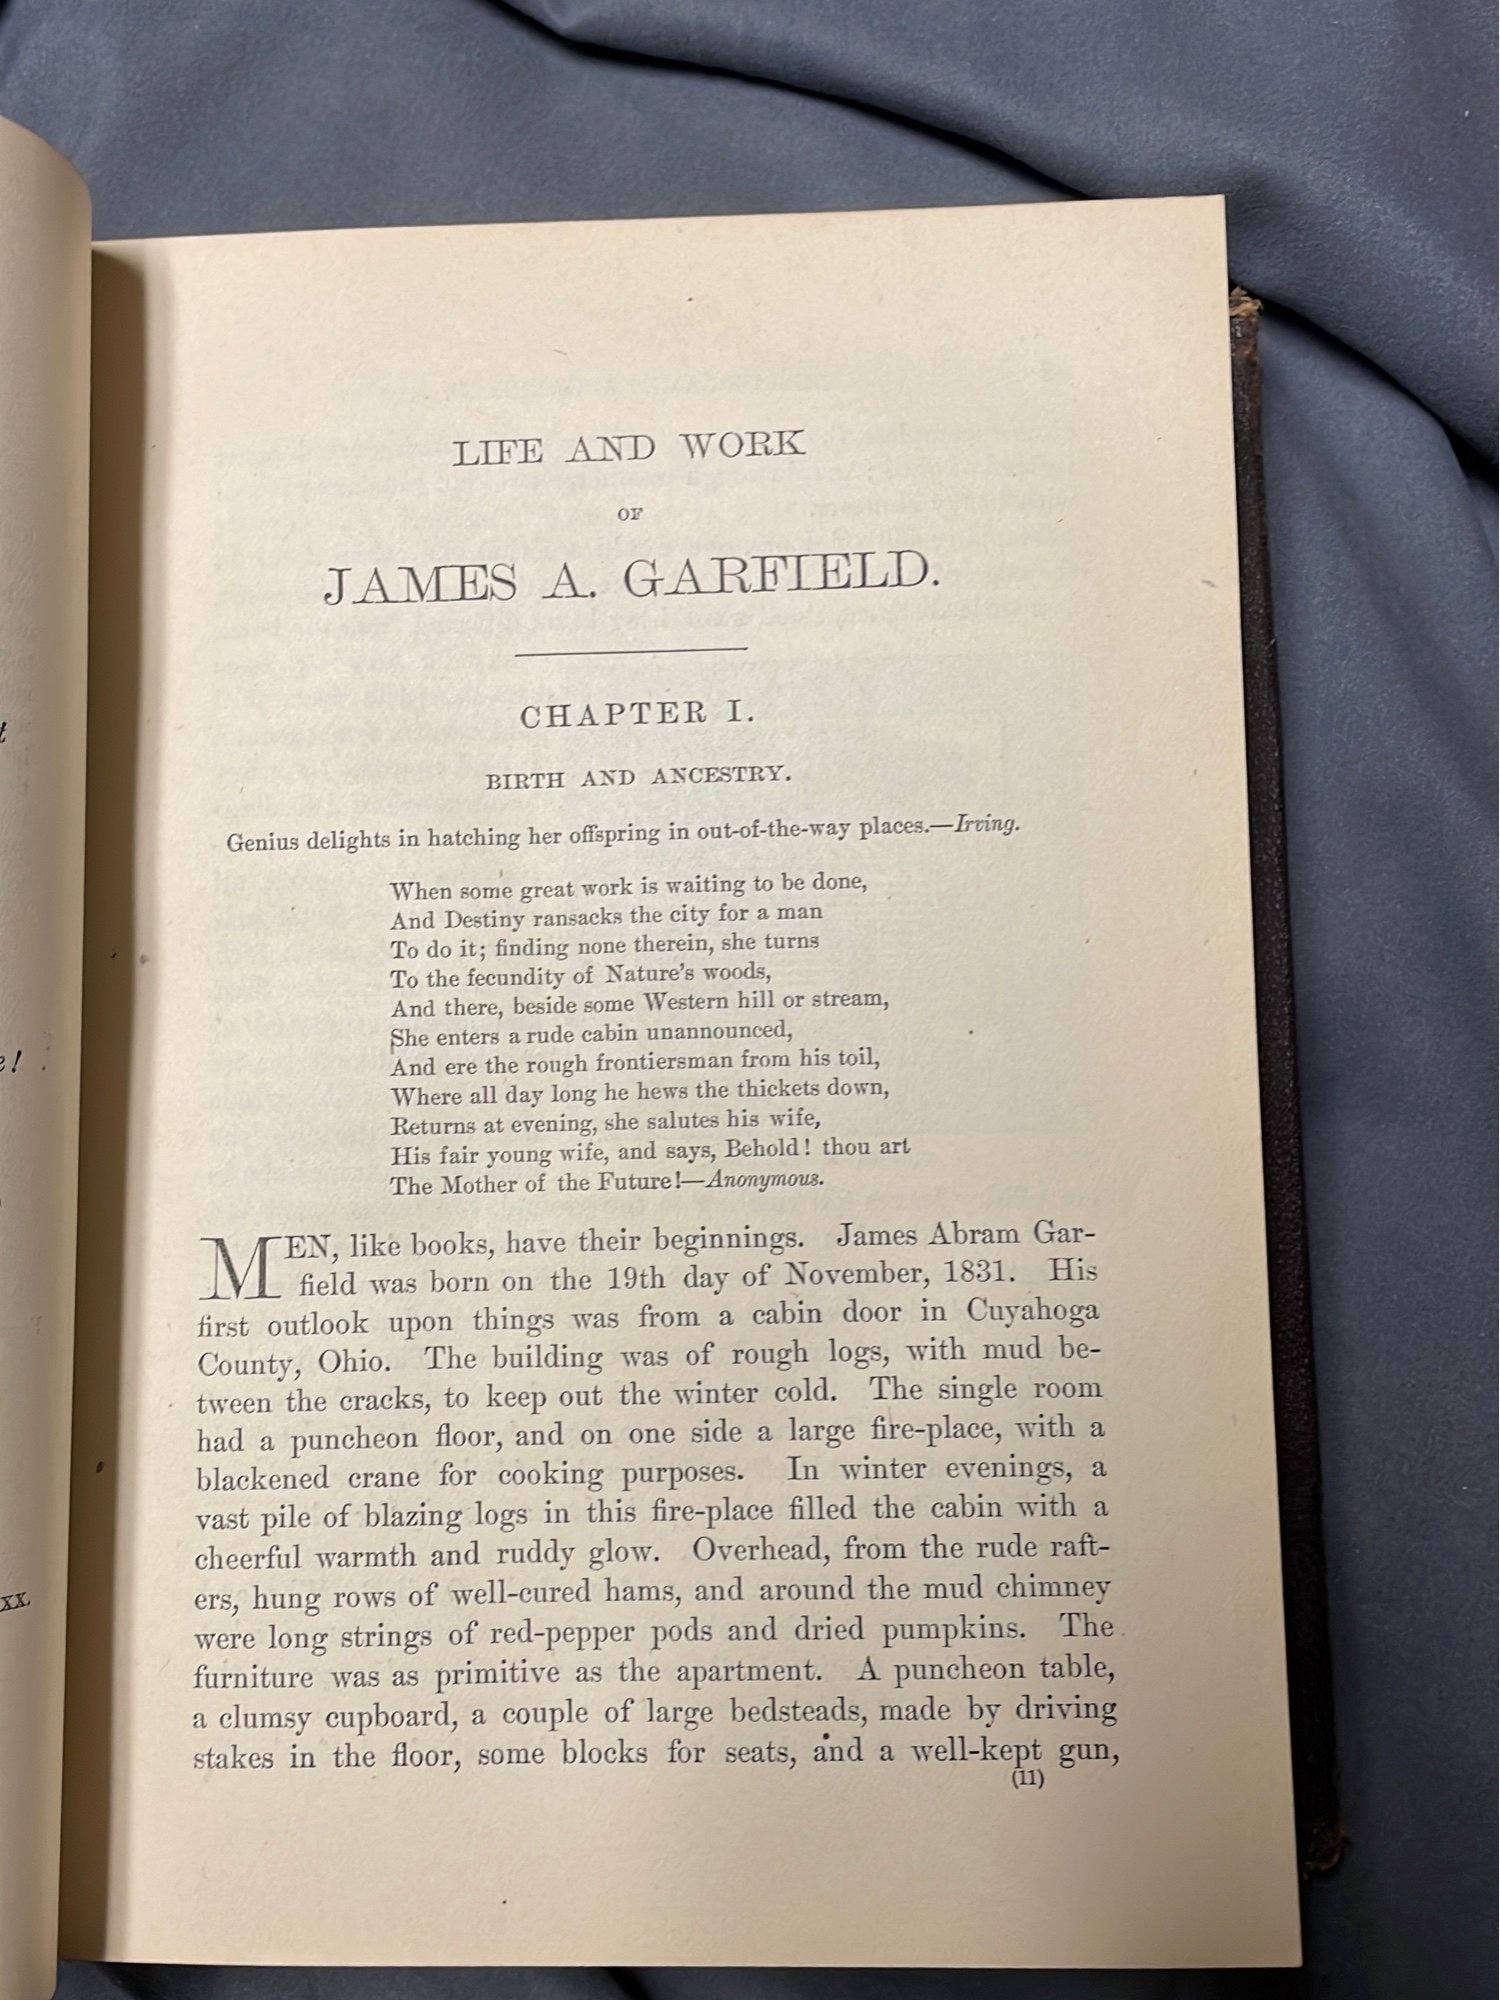 t
e!
xx.
LIFE AND WORK
OF
JAMES A. GARFIELD.
CHAPTER I.
BIRTH AND ANCESTRY.
Genius delights in hatching her offspring in out-of-the-way places.—Irving.
When some great work is waiting to be done,
And Destiny ransacks the city for a man
To do it; finding none therein, she turns
To the fecundity of Nature's woods,
And there, beside some Western hill or stream,
She enters a rude cabin unannounced,
And ere the rough frontiersman from his toil,
Where all day long he hews the thickets down,
Returns at evening, she salutes his wife,
His fair young wife, and says, Behold! thou art
The Mother of the Future!—Anonymous.
MEN, like books, have their beginnings. James Abram Gar-
field was born on the 19th day of November, 1831. His
first outlook upon things was from a cabin door in Cuyahoga
County, Ohio. The building was of rough logs, with mud be-
tween the cracks, to keep out the winter cold. The single room
had a puncheon floor, and on one side a large fire-place, with a
blackened crane for cooking purposes. In winter evenings, a
vast pile of blazing logs in this fire-place filled the cabin with a
cheerful warmth and ruddy glow. Overhead, from the rude raft-
ers, hung rows of well-cured hams, and around the mud chimney
were long strings of red-pepper pods and dried pumpkins. The
furniture was as primitive as the apartment. A puncheon table,
a clumsy cupboard, a couple of large bedsteads, made by driving
stakes in the floor, some blocks for seats, and a well-kept gun,
(11)